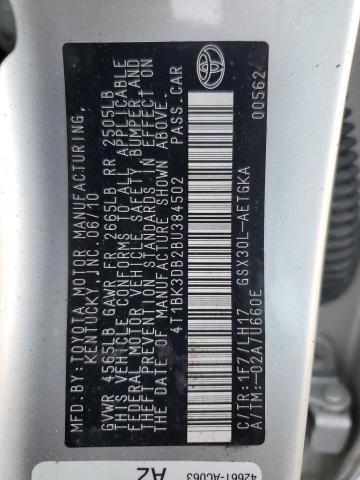 MFD.BY:TOYOTA MOTOR MANUFACTURING,
KENTUCKY, INC. 06/10
GVWR 4565LB GAWR FR 2665LB RR 2505LB
THIS VEHICLE CONFORMS TO ALL APPLICABLE
FEDERAL MOTOR VEHICLE SAFETY, BUMPER, AND
THEFT PREVENTION STANDARDS IN EFFECT ON
THE DATE OF MANUFACTURE SHOWN ABOVE.
4T1BK3DB2BU384502 PASS.CAR
C/TR:1F7/LH47 GSX30L-AETGKA
A/TM:-02A/U660E 00562
TOYOTA
42661-AC063
A2